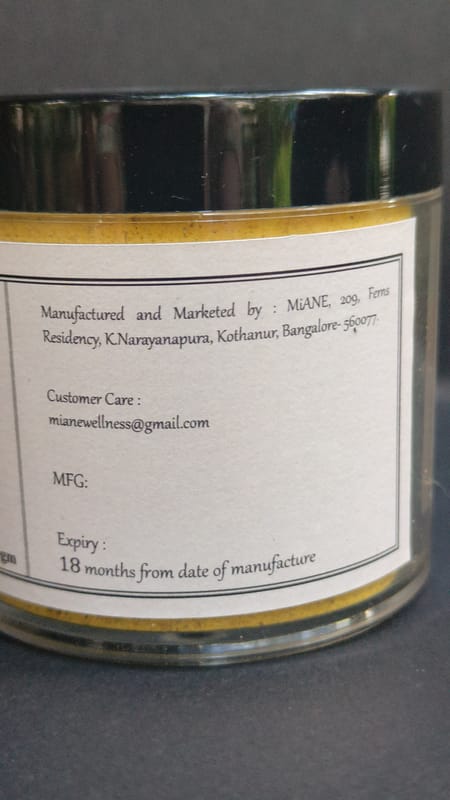 Manufactured and Marketed by : MiANE, 209, Ferns
Residency, K.Narayanapura, Kothanur, Bangalore- 560077.
Customer Care :
mianewellness@gmail.com
MFG:
Expiry :
18 months from date of manufacture
gm